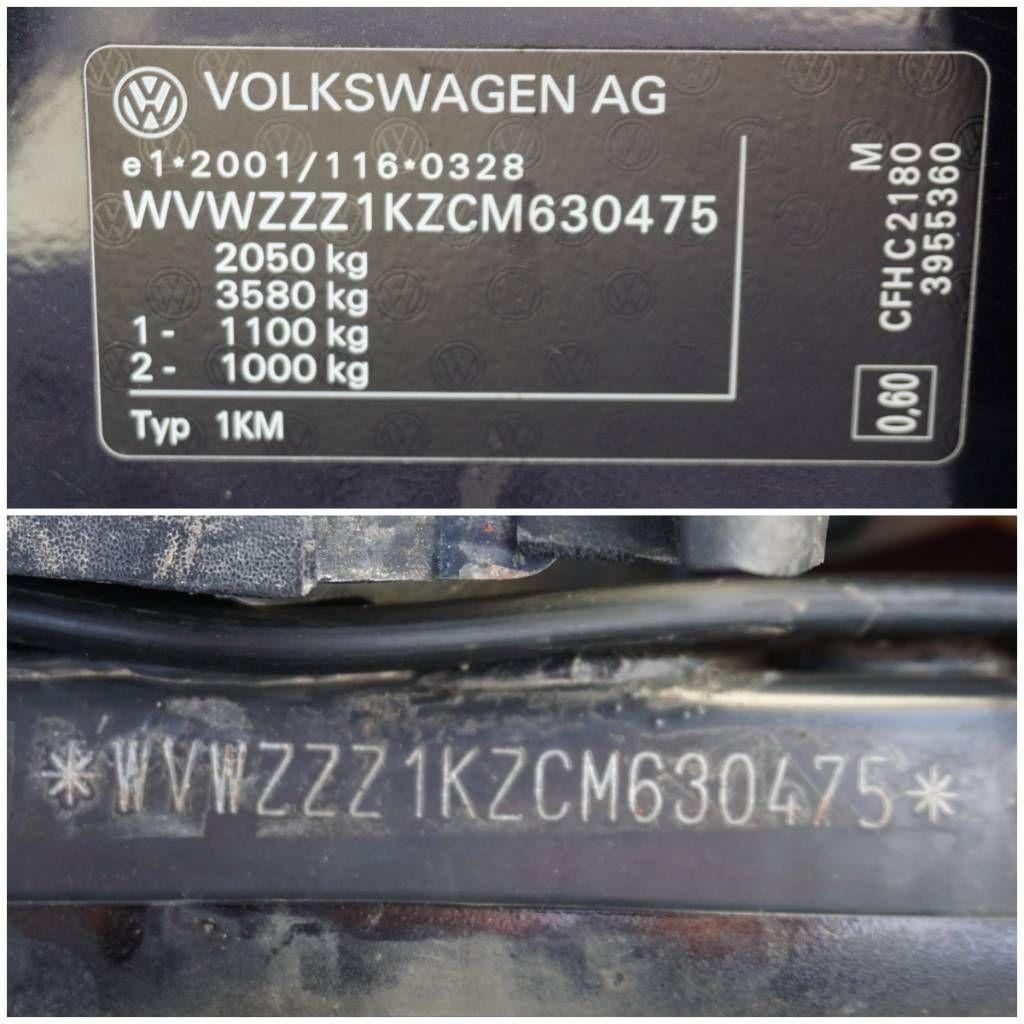 VOLKSWAGEN AG
e1*2001/116*0328
WVWZZZ1KZCM630475
2050 kg
3580 kg
1- 1100 kg
2- 1000 kg
Typ 1KM
M
CFHC2180
3955360
0,60
*WVWZZZ1KZCM630475*